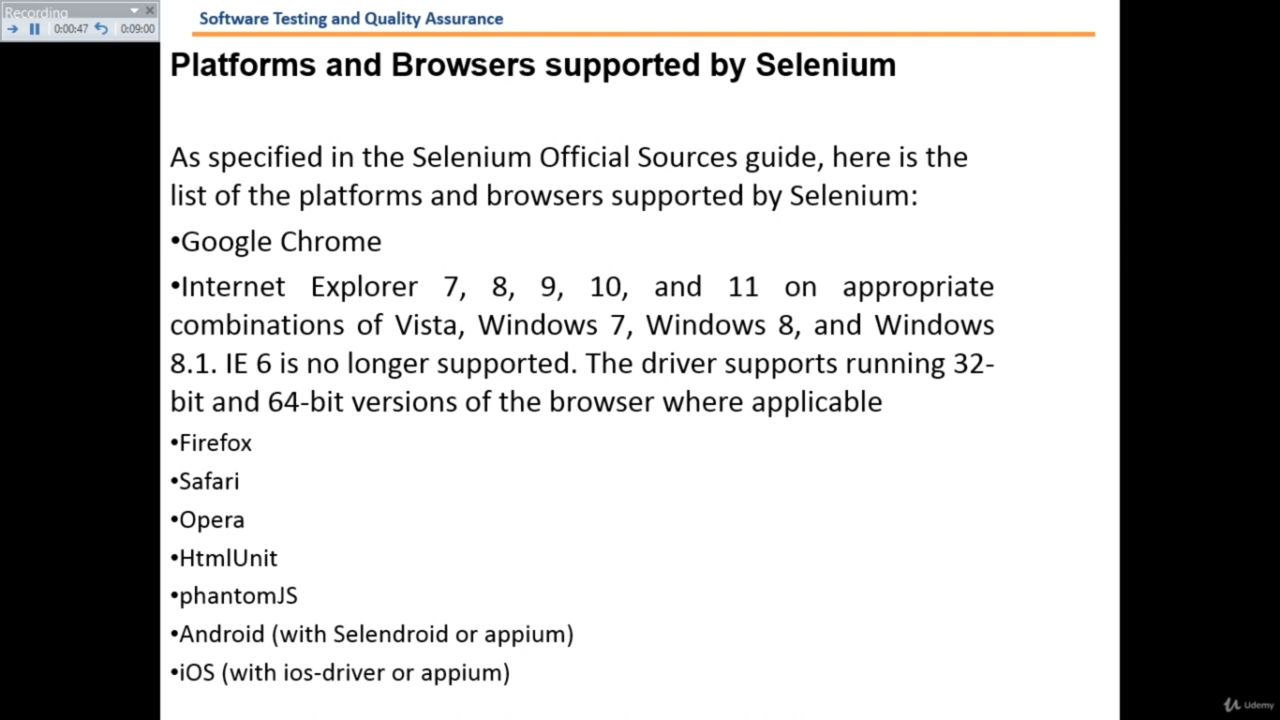 Recording
0:00:47 0:09:00
Software Testing and Quality Assurance
Platforms and Browsers supported by Selenium
As specified in the Selenium Official Sources guide, here is the
list of the platforms and browsers supported by Selenium:
•Google Chrome
•Internet Explorer 7, 8, 9, 10, and 11 on appropriate
combinations of Vista, Windows 7, Windows 8, and Windows
8.1. IE 6 is no longer supported. The driver supports running 32-
bit and 64-bit versions of the browser where applicable
•Firefox
•Safari
•Opera
•HtmlUnit
•phantomJS
•Android (with Selendroid or appium)
•iOS (with ios-driver or appium)
Udemy